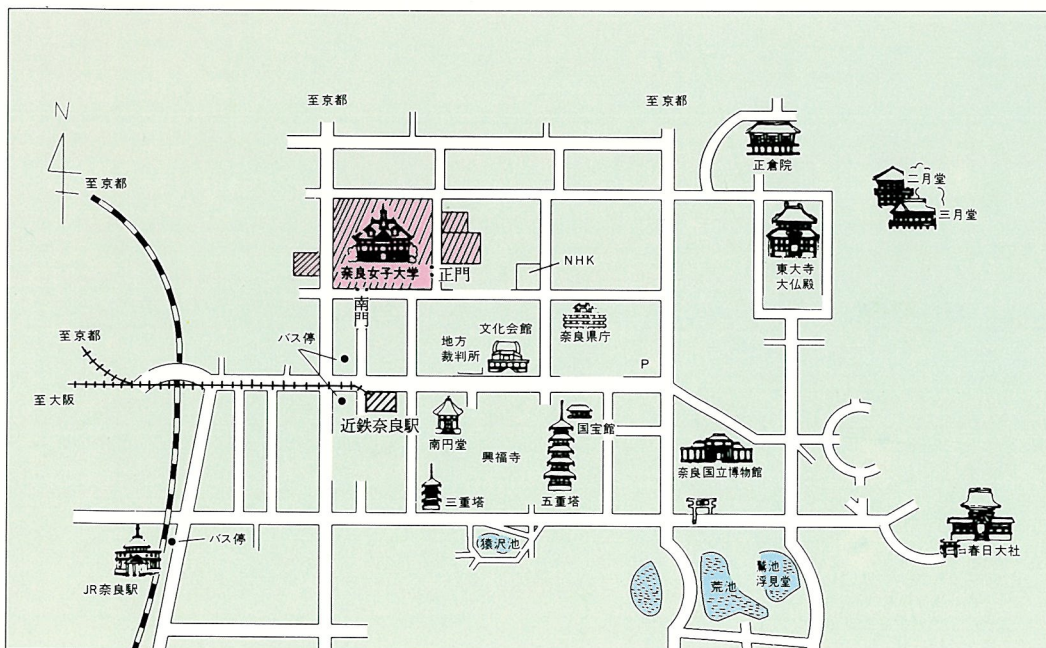 至京都
至京都
N
至京都
正倉院
二月堂
三月堂
奈良女子大学
正門
NHK
東大寺
大仏殿
南門
バス停
地方
裁判所
文化会館
奈良県庁
P
至京都
至大阪
近鉄奈良駅
南円堂
興福寺
国宝館
奈良国立博物館
三重塔
五重塔
バス停
JR奈良駅
猿沢池
荒池
鷺池
浮見堂
春日大社